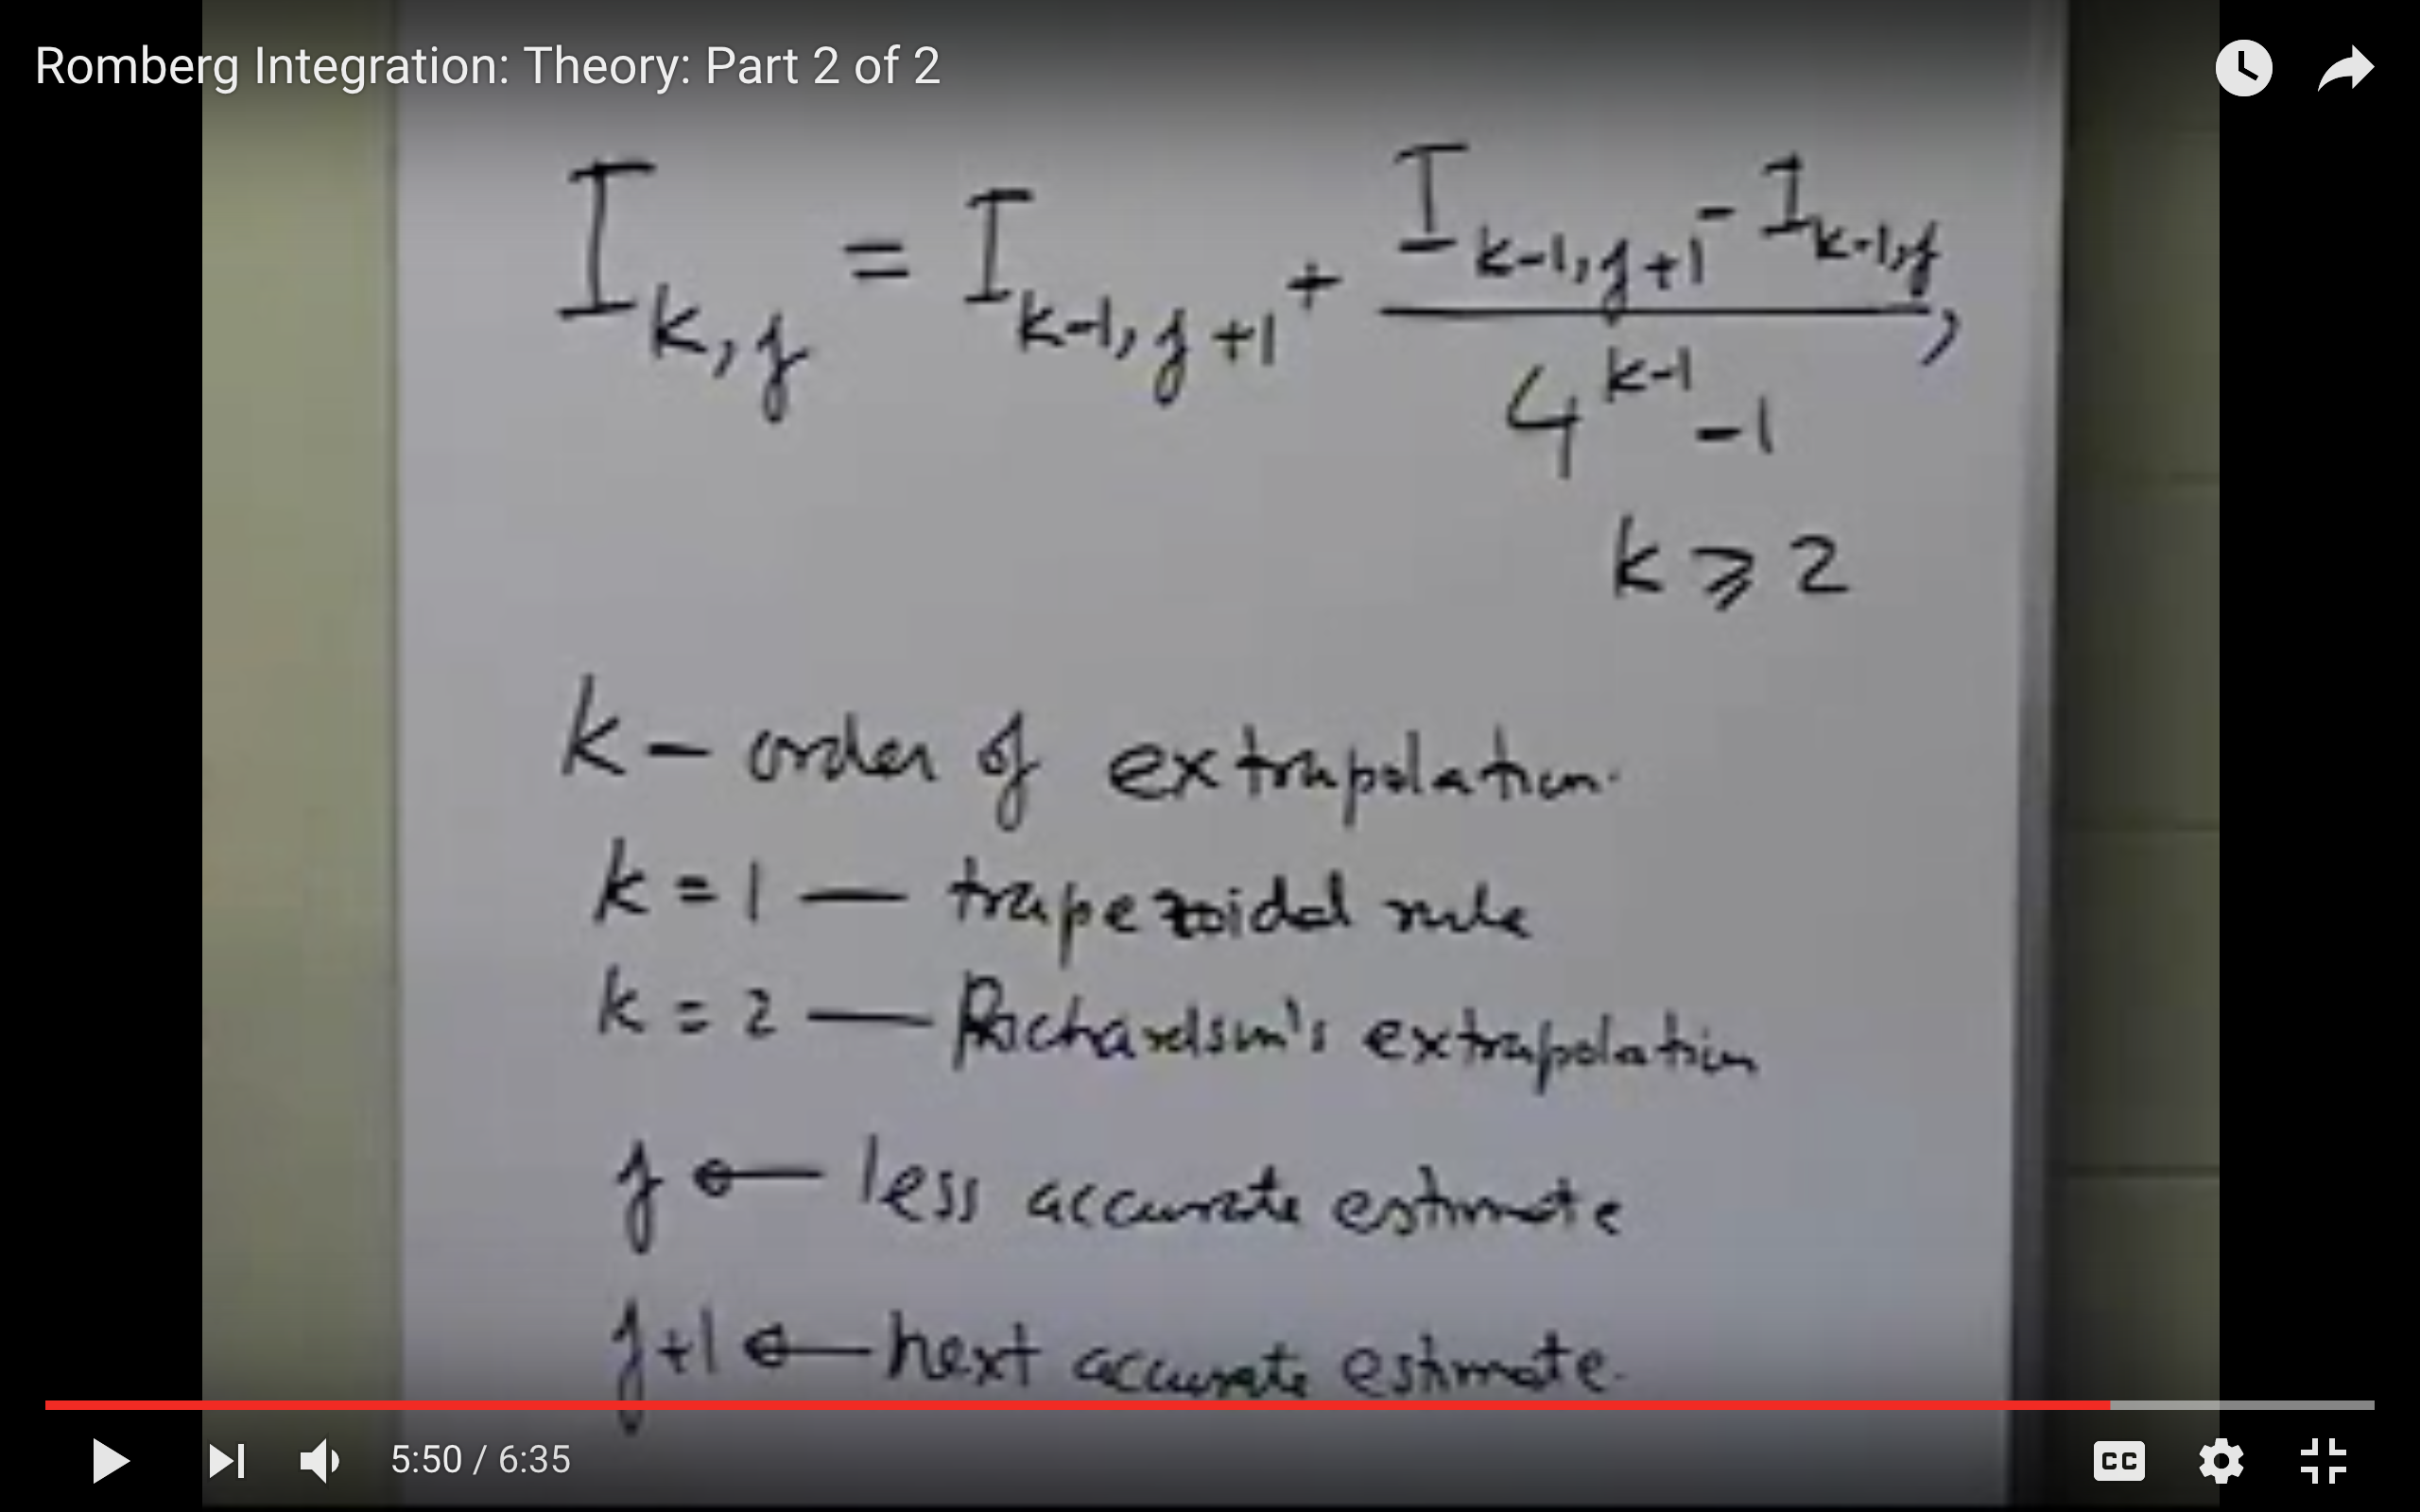 Romberg Integration: Theory: Part 2 of 2
I_{k,j} = I_{k-1,j+1} + \frac{I_{k-1,j+1} - I_{k-1,j}}{4^{k-1} - 1},
k ⩾ 2
k – order of extrapolation.
k = 1 — trapezoidal rule
k = 2 — Richardson's extrapolation
j ← less accurate estimate
j+1 ← next accurate estimate.
5:50 / 6:35
CC